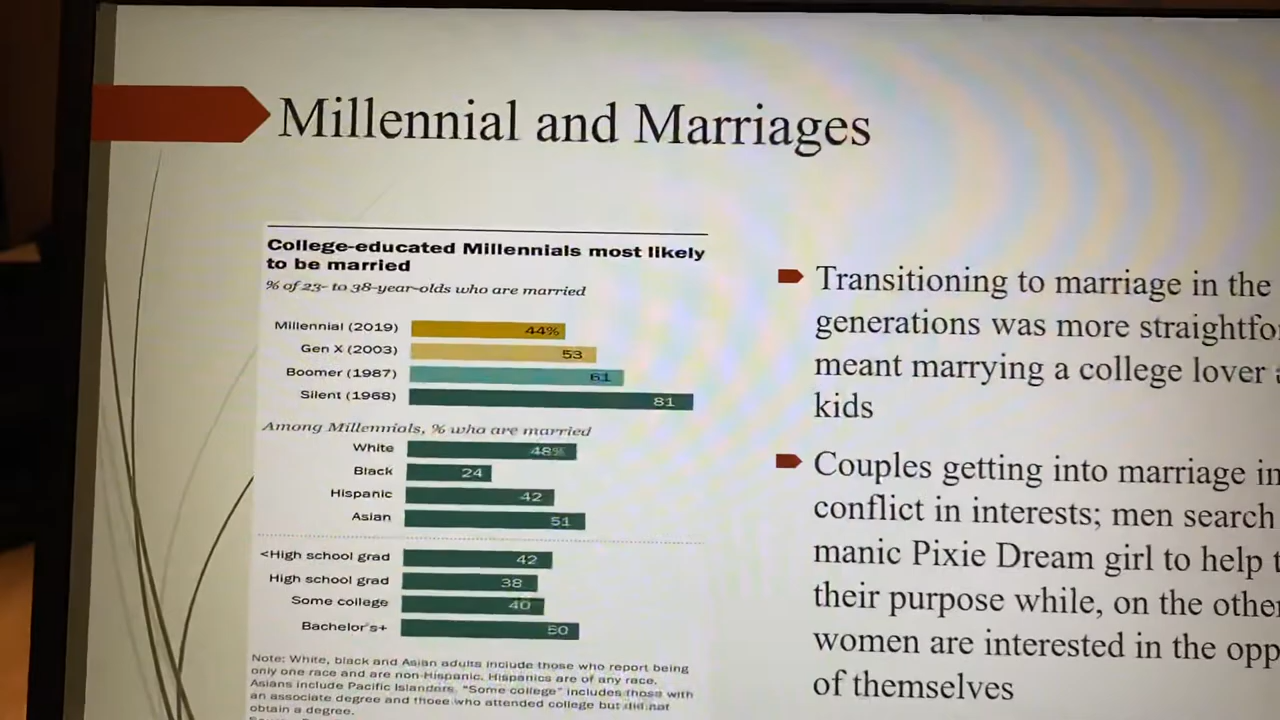 Millennial and Marriages
College-educated Millennials most likely
to be married
% of 23- to 38-year-olds who are married
Millennial (2019) 44%
Gen X (2003) 53
Boomer (1987) 61
Silent (1968) 81
Among Millennials, % who are married
White 48%
Black 24
Hispanic 42
Asian 51
<High school grad 42
High school grad 38
Some college 40
Bachelor's+ 50
Note: White, black and Asian adults include those who report being
only one race and are non-Hispanic. Hispanics are of any race.
Asians include Pacific Islanders. "Some college" includes those with
an associate degree and those who attended college but did not
obtain a degree.
Transitioning to marriage in the
generations was more
meant marrying a college lover
kids
Couples getting into marriage
conflict in interests; men search
manic Pixie Dream girl to help
their purpose while, on the
women are interested in the
of themselves